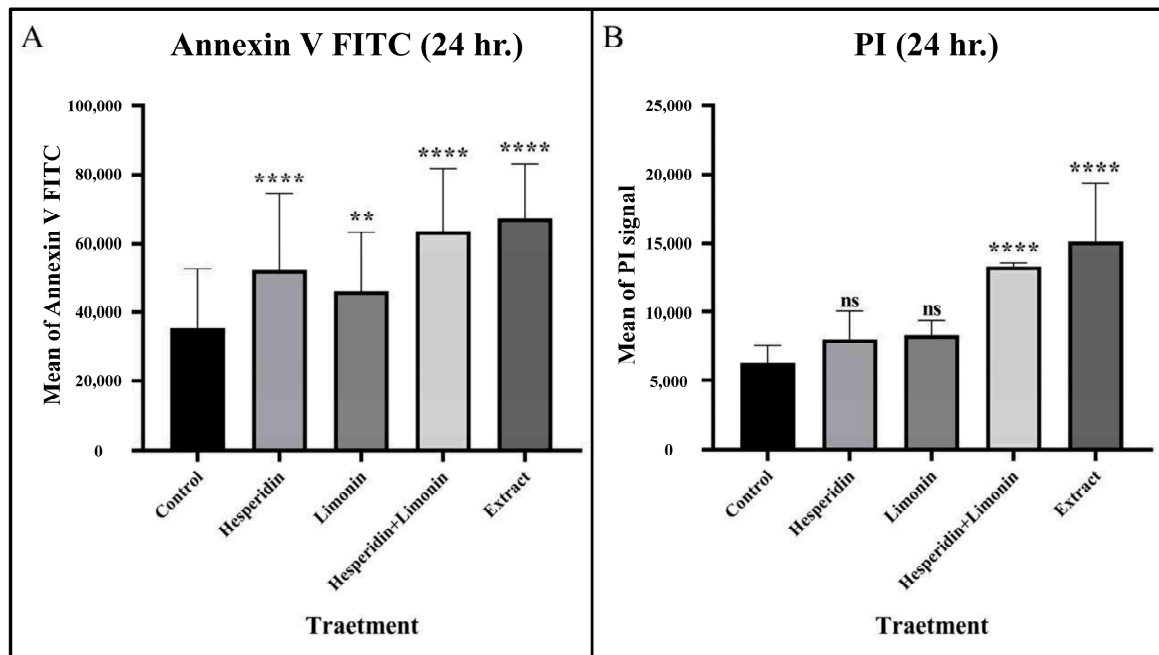 A
Annexin V FITC (24 hr.)
Mean of Annexin V FITC
100,000
80,000
60,000
40,000
20,000
0
****
**
****
****
Control
Hesperidin
Limonin
Hesperidin+Limonin
Extract
Traetment
B
PI (24 hr.)
Mean of PI signal
25,000
20,000
15,000
10,000
5,000
0
ns
ns
****
****
Control
Hesperidin
Limonin
Hesperidin+Limonin
Extract
Traetment